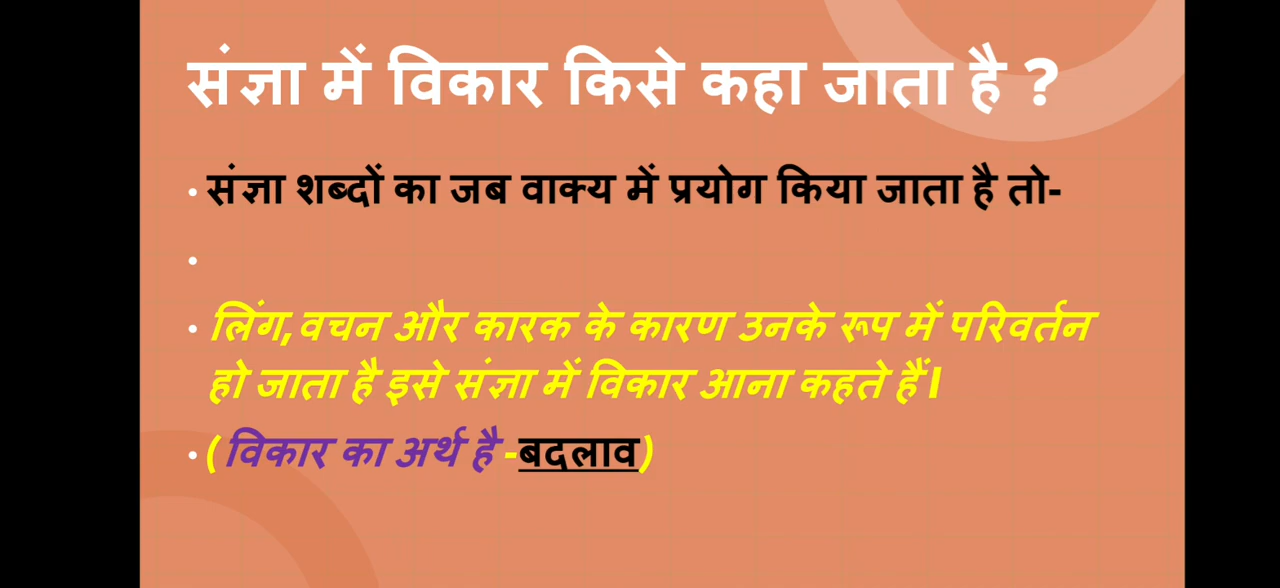 संज्ञा में विकार किसे कहा जाता है ?
• संज्ञा शब्दों का जब वाक्य में प्रयोग किया जाता है तो-
•
• लिंग,वचन और कारक के कारण उनके रूप में परिवर्तन
हो जाता है इसे संज्ञा में विकार आना कहते हैं।
• (विकार का अर्थ है -बदलाव)